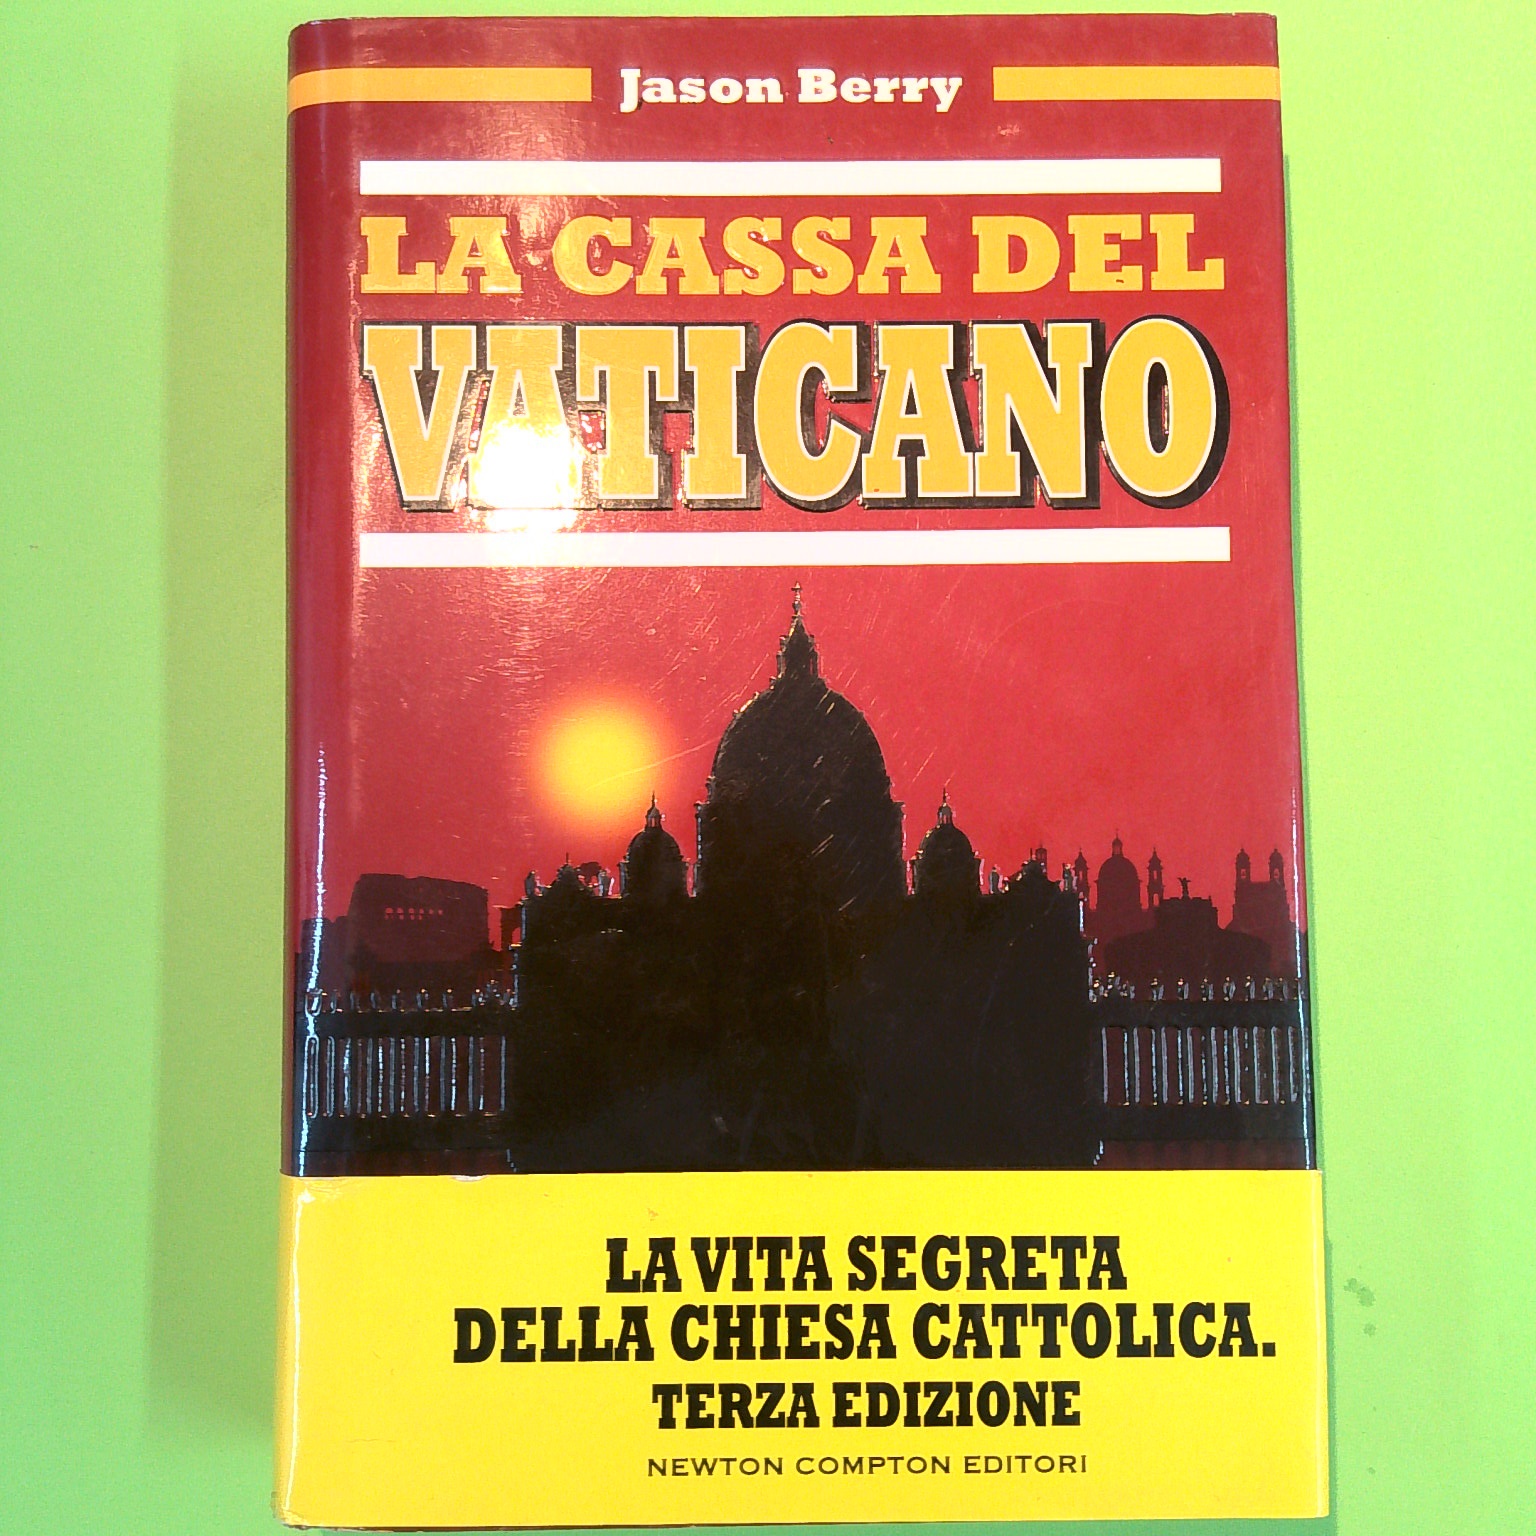 Jason Berry
LA CASSA DEL
VATICANO
LA VITA SEGRETA
DELLA CHIESA CATTOLICA.
TERZA EDIZIONE
NEWTON COMPTON EDITORI